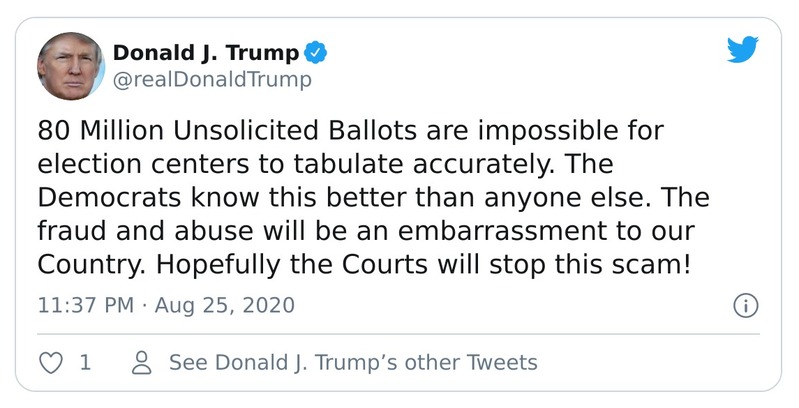 Donald J. Trump
@realDonaldTrump
80 Million Unsolicited Ballots are impossible for
election centers to tabulate accurately. The
Democrats know this better than anyone else. The
fraud and abuse will be an embarrassment to our
Country. Hopefully the Courts will stop this scam!
11:37 PM · Aug 25, 2020
1 See Donald J. Trump’s other Tweets